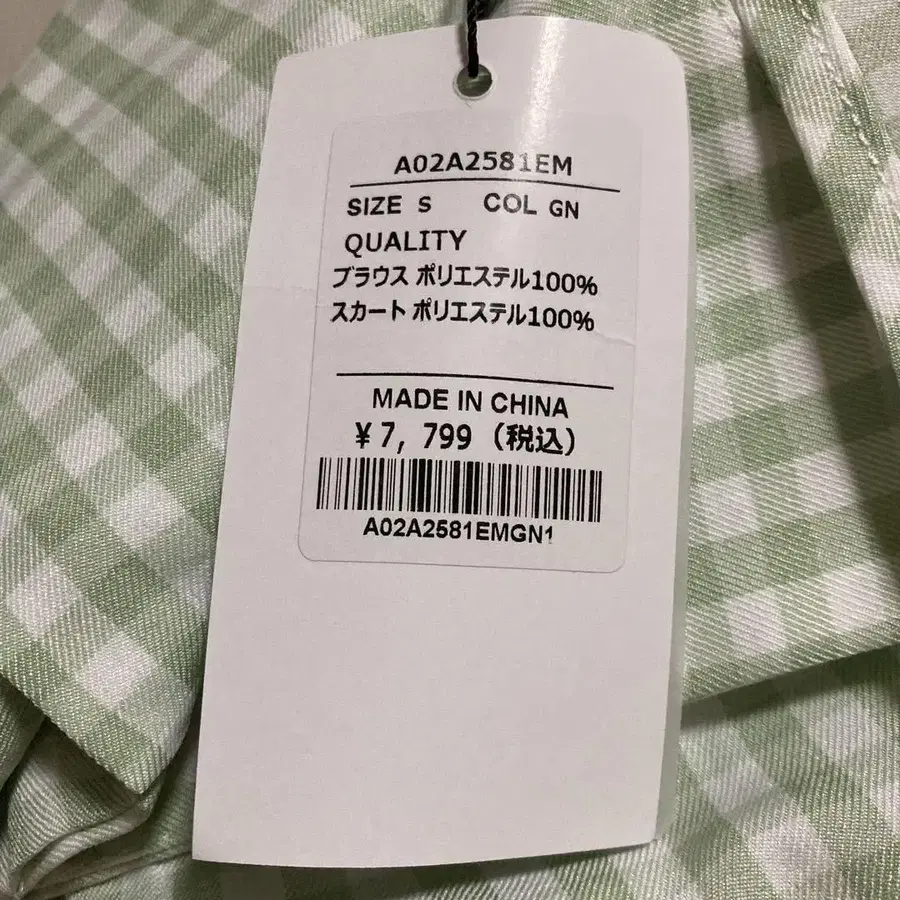 A02A2581EM
SIZE S COL GN
QUALITY
ブラウス ポリエステル100%
スカート ポリエステル100%
MADE IN CHINA
¥7, 799 (税込)
A02A2581EMGN1